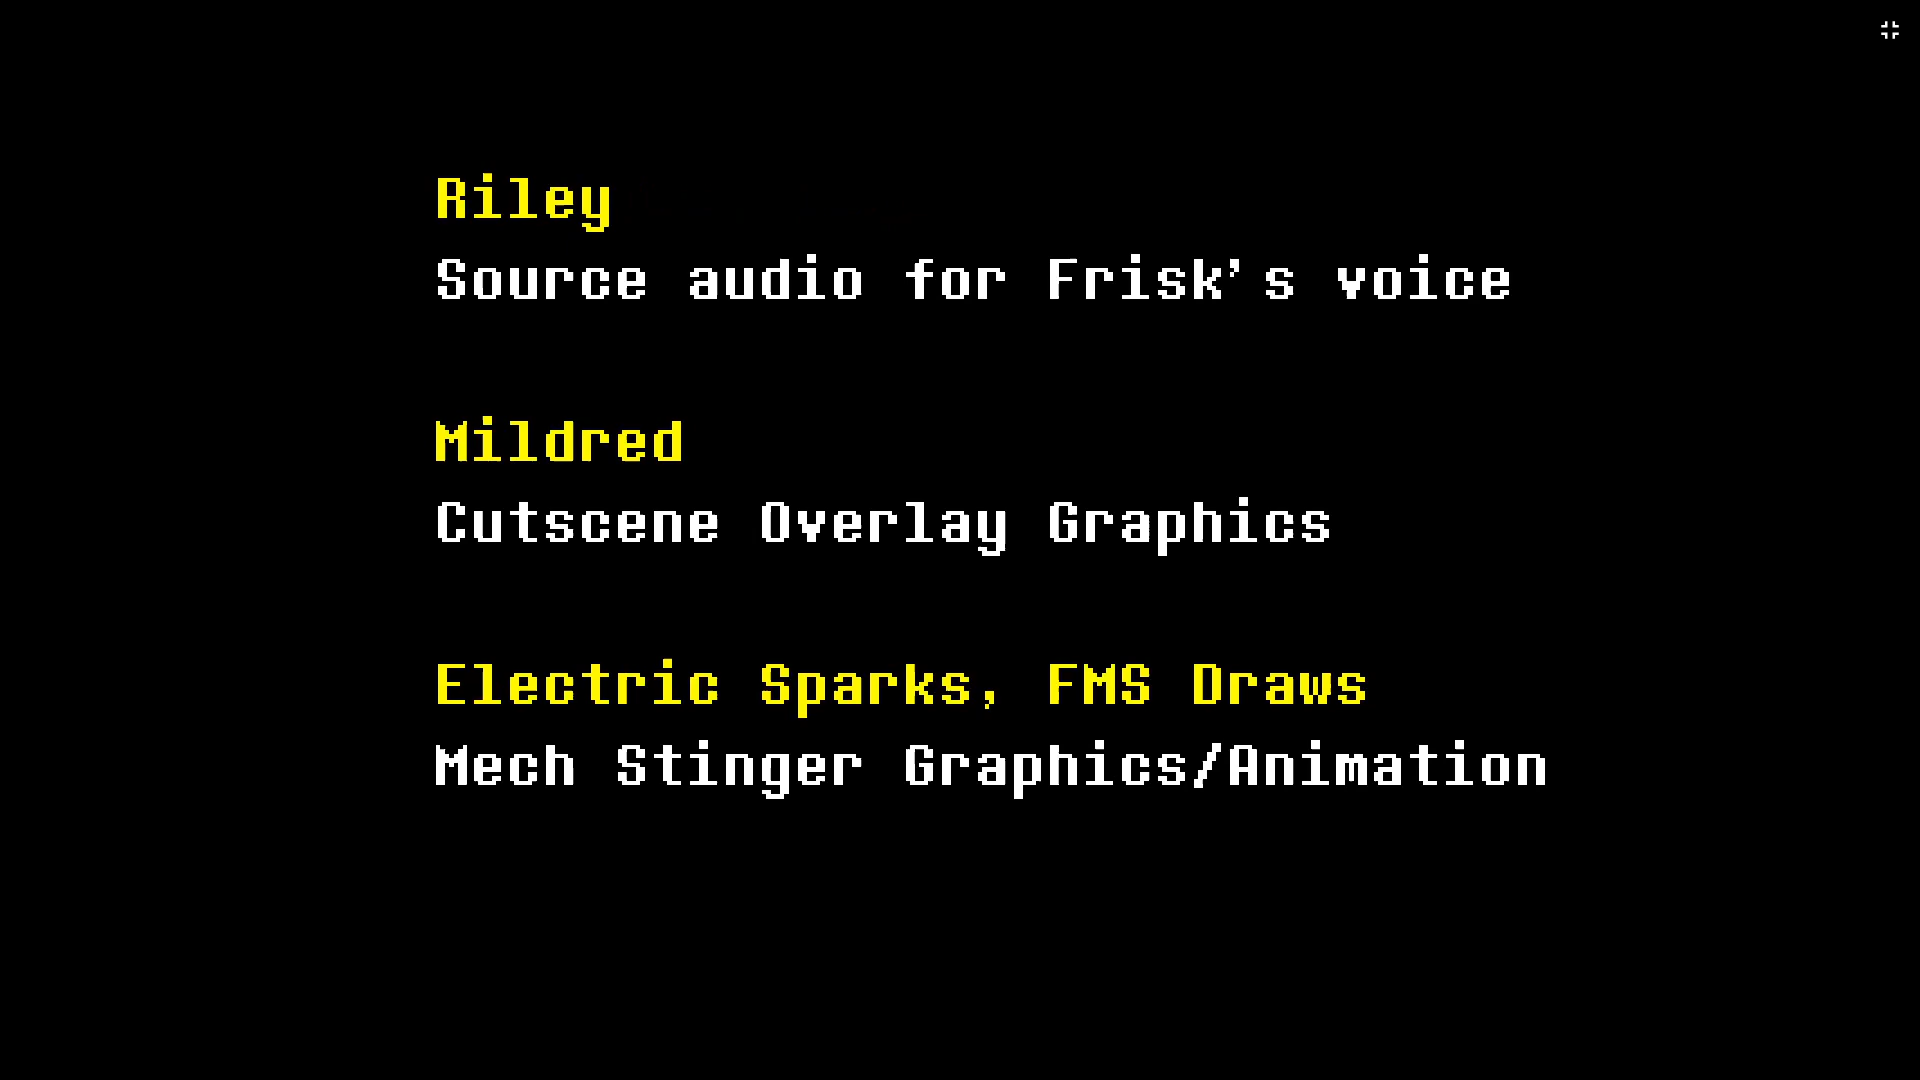 Riley
Source audio for Frisk's voice
Mildred
Cutscene Overlay Graphics
Electric Sparks, FMS Draws
Mech Stinger Graphics/Animation